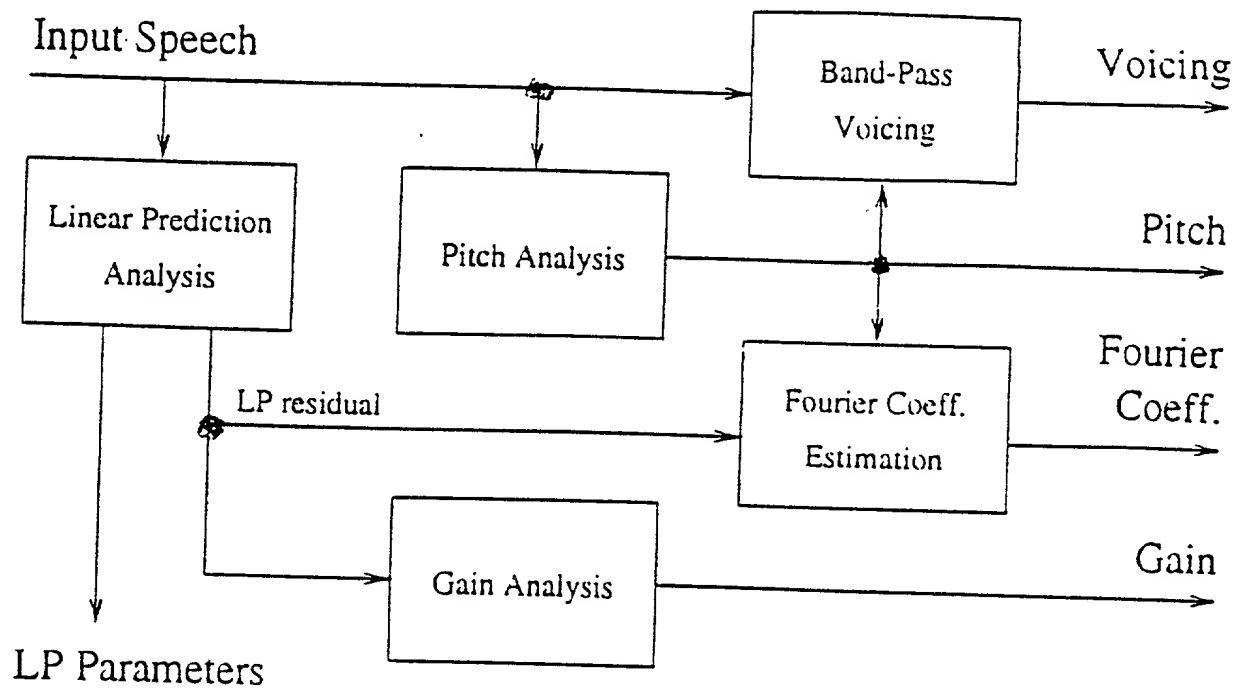 Input Speech
Band-Pass
Voicing
Voicing
Linear Prediction
Analysis
Pitch Analysis
Pitch
LP residual
Fourier Coeff.
Estimation
Fourier
Coeff.
Gain Analysis
Gain
LP Parameters